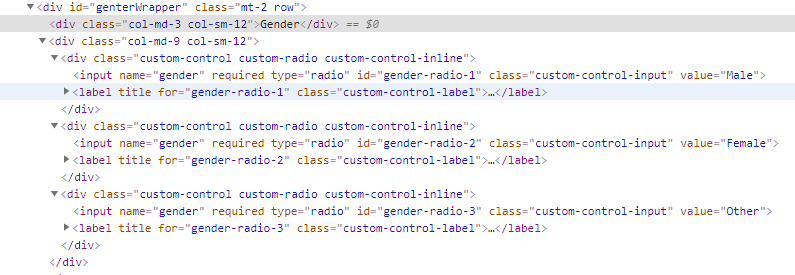 ▼<div id="genterWrapper" class="mt-2 row">
<div class="col-md-3 col-sm-12">Gender</div> == $0
▼<div class="col-md-9 col-sm-12">
▼<div class="custom-control custom-radio custom-control-inline">
<input name="gender" required type="radio" id="gender-radio-1" class="custom-control-input" value="Male">
▶<label title for="gender-radio-1" class="custom-control-label">…</label>
</div>
▼<div class="custom-control custom-radio custom-control-inline">
<input name="gender" required type="radio" id="gender-radio-2" class="custom-control-input" value="Female">
▶<label title for="gender-radio-2" class="custom-control-label">…</label>
</div>
▼<div class="custom-control custom-radio custom-control-inline">
<input name="gender" required type="radio" id="gender-radio-3" class="custom-control-input" value="Other">
▶<label title for="gender-radio-3" class="custom-control-label">…</label>
</div>
</div>